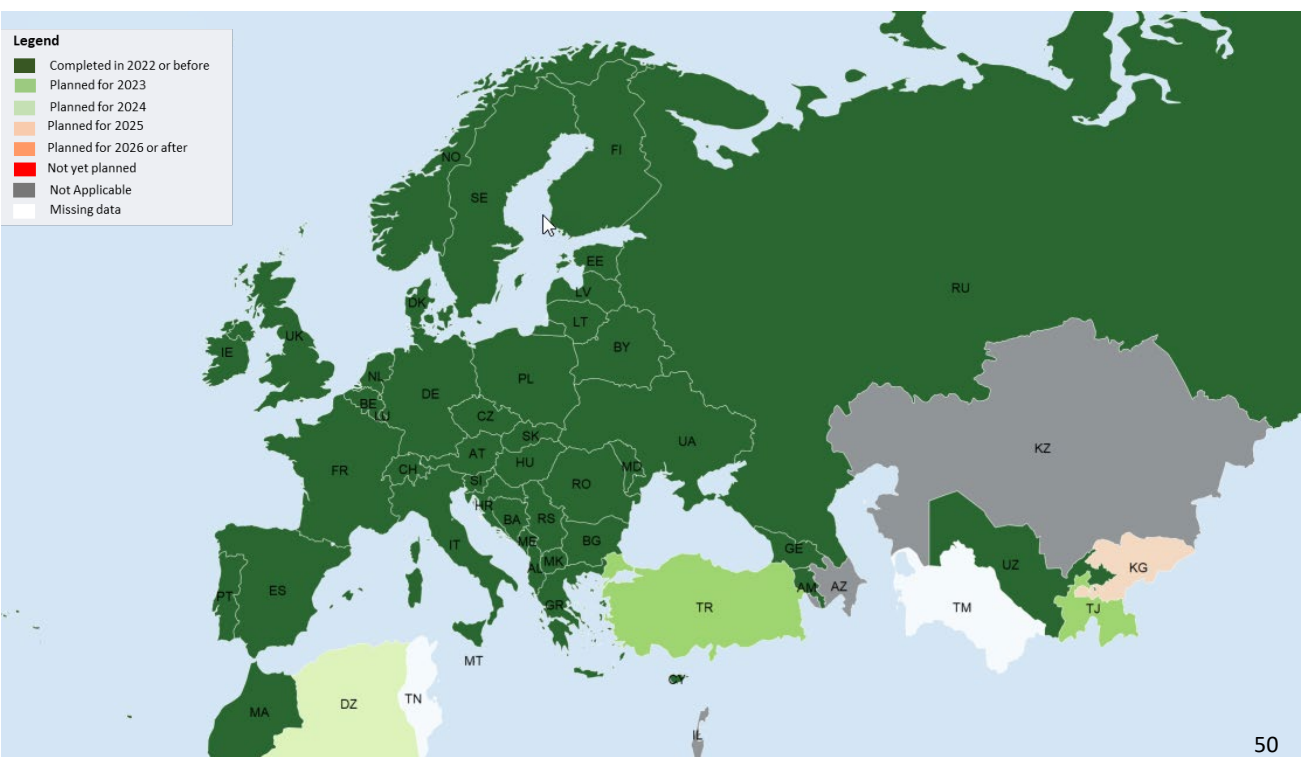 Legend
Completed in 2022 or before
Planned for 2023
Planned for 2024
Planned for 2025
Planned for 2026 or after
Not yet planned
Not Applicable
Missing data
NO
FI
SE
EE
RU
LV
DK
LT
UK
BY
IE
NL
PL
DE
BE
LU
CZ
SK
UA
KZ
AT
HU
FR
CH
MD
SI
RO
HR
BA
RS
IT
ME
BG
GE
MK
UZ
KG
AL
ES
PT
AM
AZ
GR
TR
TM
TJ
MT
CY
TN
DZ
MA
IL
50